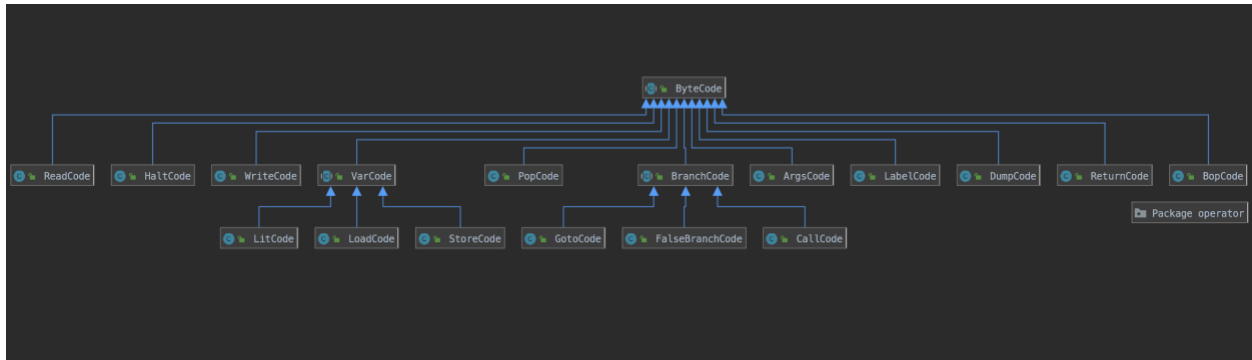 ByteCode
ReadCode HaltCode WriteCode VarCode PopCode BranchCode ArgsCode LabelCode DumpCode ReturnCode BopCode
Package operator
LitCode LoadCode StoreCode GotoCode FalseBranchCode CallCode